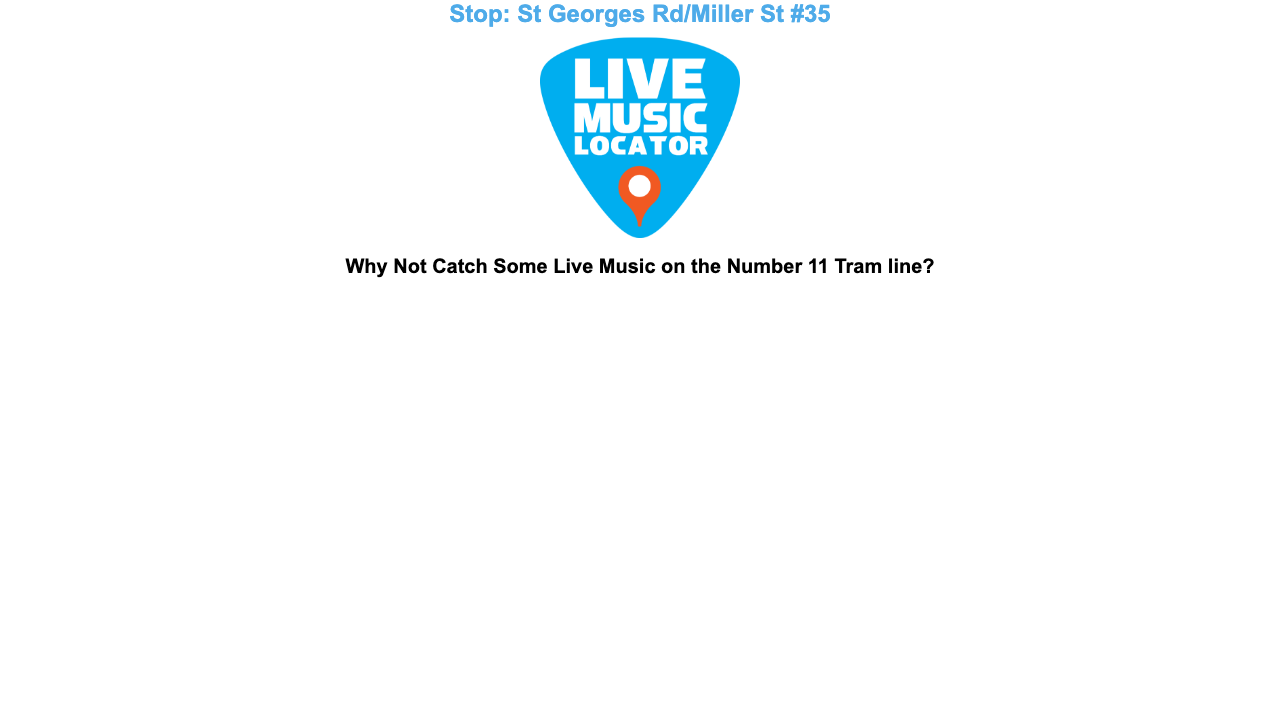 Stop: St Georges Rd/Miller St #35
LIVE
MUSIC
LOCATOR
Why Not Catch Some Live Music on the Number 11 Tram line?